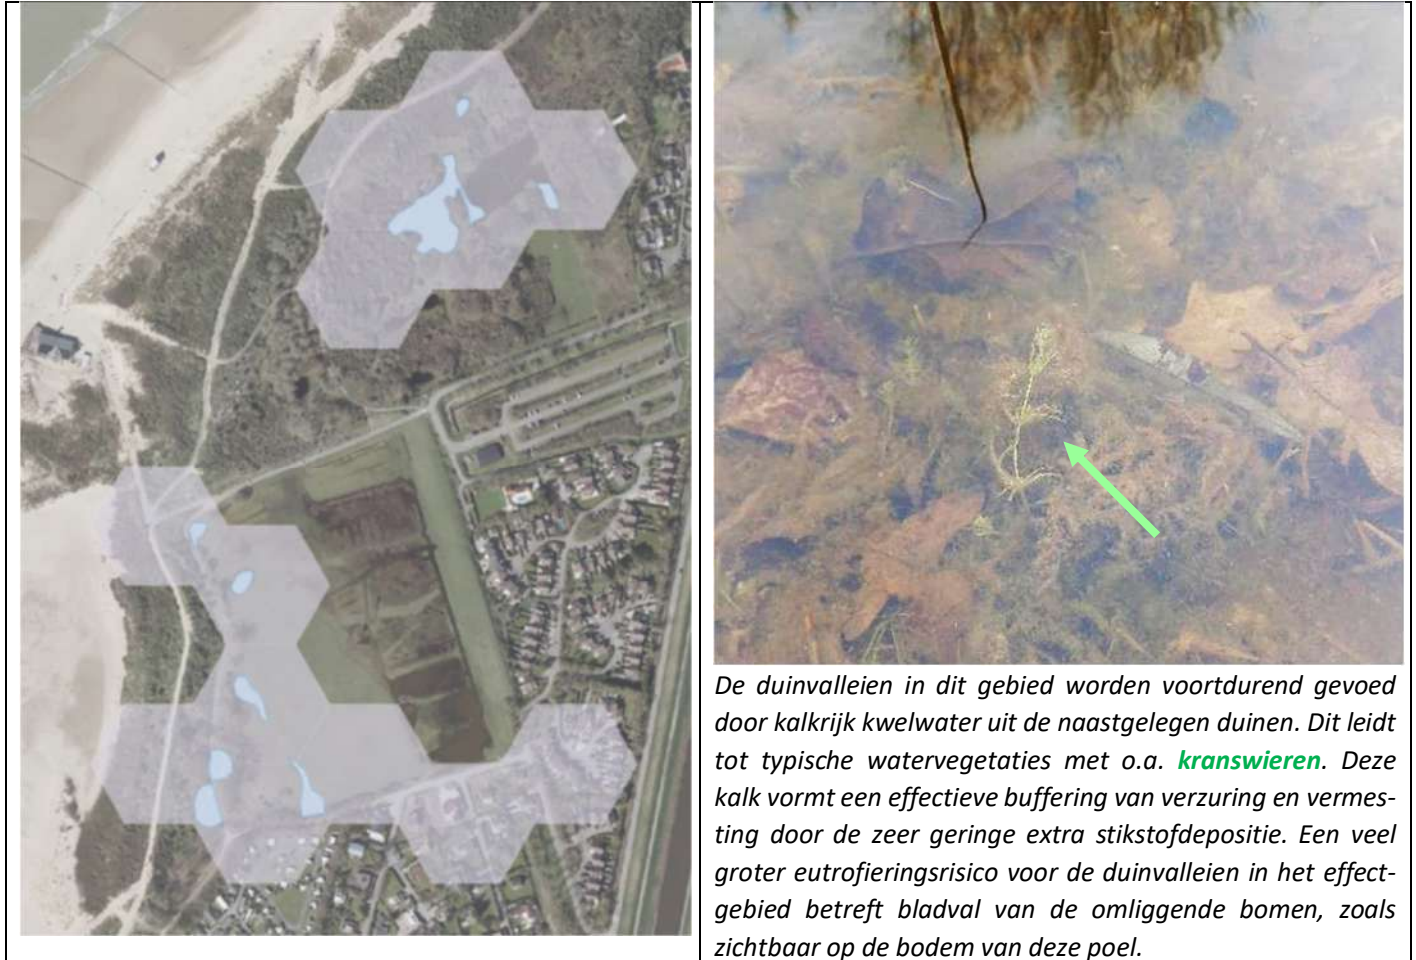 De duinvalleien in dit gebied worden voortdurend gevoed
door kalkrijk kwelwater uit de naastgelegen duinen. Dit leidt
tot typische watervegetaties met o.a. kranswieren. Deze
kalk vormt een effectieve buffering van verzuring en vermes-
ting door de zeer geringe extra stikstofdepositie. Een veel
groter eutrofieringsrisico voor de duinvalleien in het effect-
gebied betreft bladval van de omliggende bomen, zoals
zichtbaar op de bodem van deze poel.